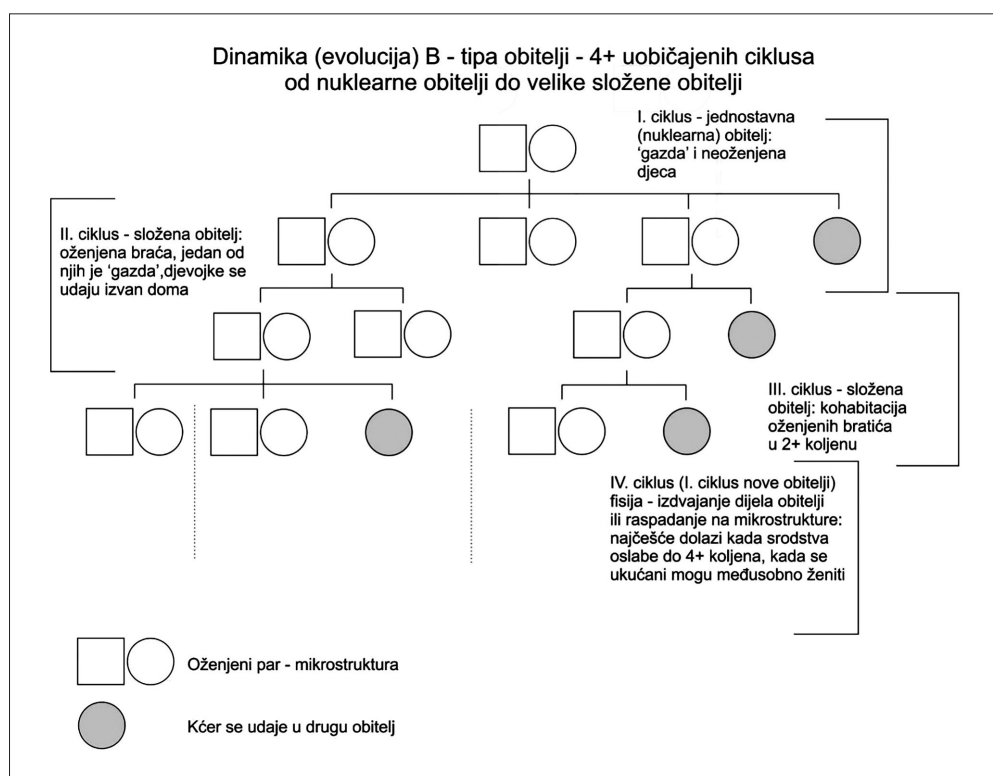 Dinamika (evolucija) B - tipa obitelji - 4+ uobičajenih ciklusa
od nuklearne obitelji do velike složene obitelji
I. ciklus - jednostavna
(nuklearna) obitelj:
‘gazda’ i neoženjena
djeca
II. ciklus - složena obitelj:
oženjena braća, jedan od
njih je ‘gazda’,djevojke se
udaju izvan doma
III. ciklus - složena
obitelj: kohabitacija
oženjenih bratića
u 2+ koljenu
IV. ciklus (I. ciklus nove obitelji)
fisija - izdvajanje dijela obitelji
ili raspadanje na mikrostrukture:
najčešće dolazi kada srodstva
oslabe do 4+ koljena, kada se
ukućani mogu međusobno ženiti
Oženjeni par - mikrostruktura
Kćer se udaje u drugu obitelj